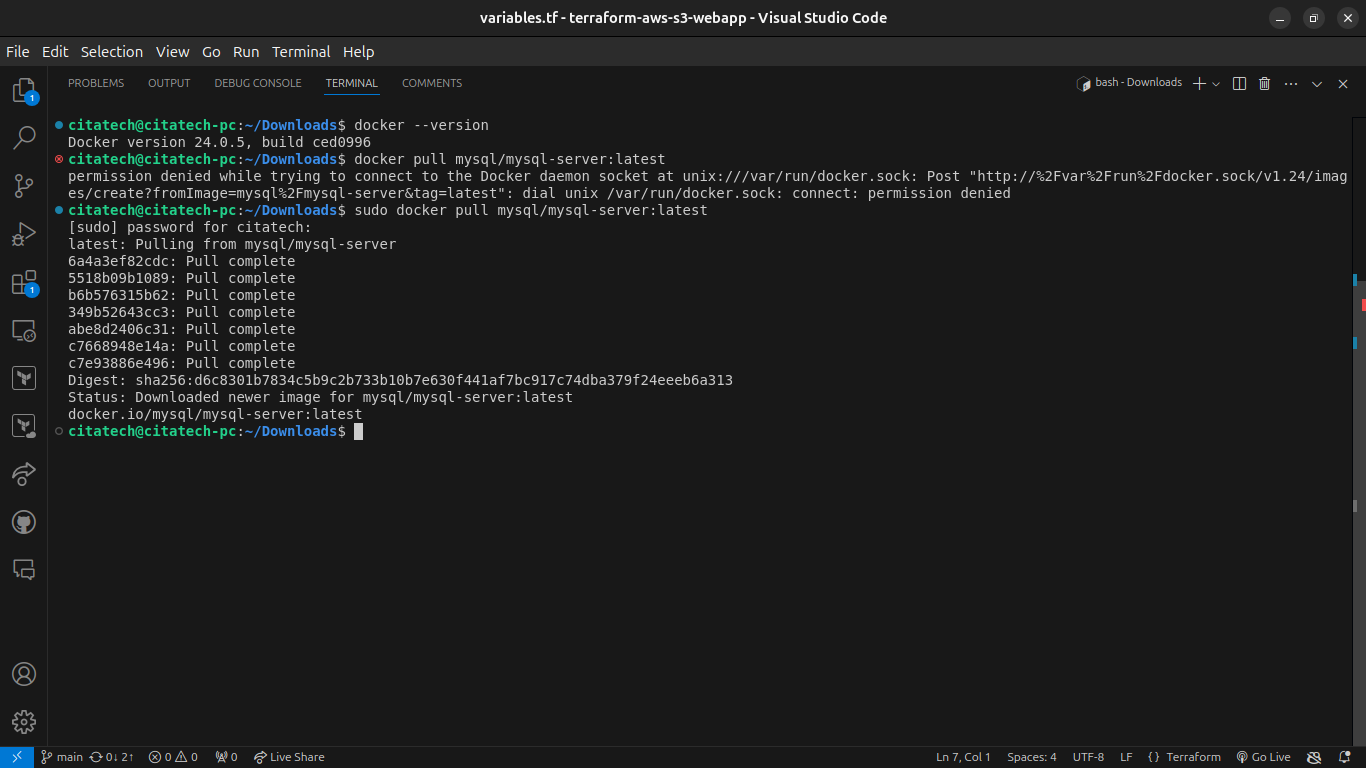 variables.tf - terraform-aws-s3-webapp - Visual Studio Code
File Edit Selection View Go Run Terminal Help
PROBLEMS OUTPUT DEBUG CONSOLE TERMINAL COMMENTS bash - Downloads
citatech@citatech-pc:~/Downloads$ docker --version
Docker version 24.0.5, build ced0996
citatech@citatech-pc:~/Downloads$ docker pull mysql/mysql-server:latest
permission denied while trying to connect to the Docker daemon socket at unix:///var/run/docker.sock: Post "http://%2Fvar%2Frun%2Fdocker.sock/v1.24/imag
es/create?fromImage=mysql%2Fmysql-server&tag=latest": dial unix /var/run/docker.sock: connect: permission denied
citatech@citatech-pc:~/Downloads$ sudo docker pull mysql/mysql-server:latest
[sudo] password for citatech:
latest: Pulling from mysql/mysql-server
6a4a3ef82cdc: Pull complete
5518b09b1089: Pull complete
b6b576315b62: Pull complete
349b52643cc3: Pull complete
abe8d2406c31: Pull complete
c7668948e14a: Pull complete
c7e93886e496: Pull complete
Digest: sha256:d6c8301b7834c5b9c2b733b10b7e630f441af7bc917c74dba379f24eeeb6a313
Status: Downloaded newer image for mysql/mysql-server:latest
docker.io/mysql/mysql-server:latest
citatech@citatech-pc:~/Downloads$
1
1
main 0↓ 2↑ 0 0 0 Live Share Ln 7, Col 1 Spaces: 4 UTF-8 LF { } Terraform Go Live